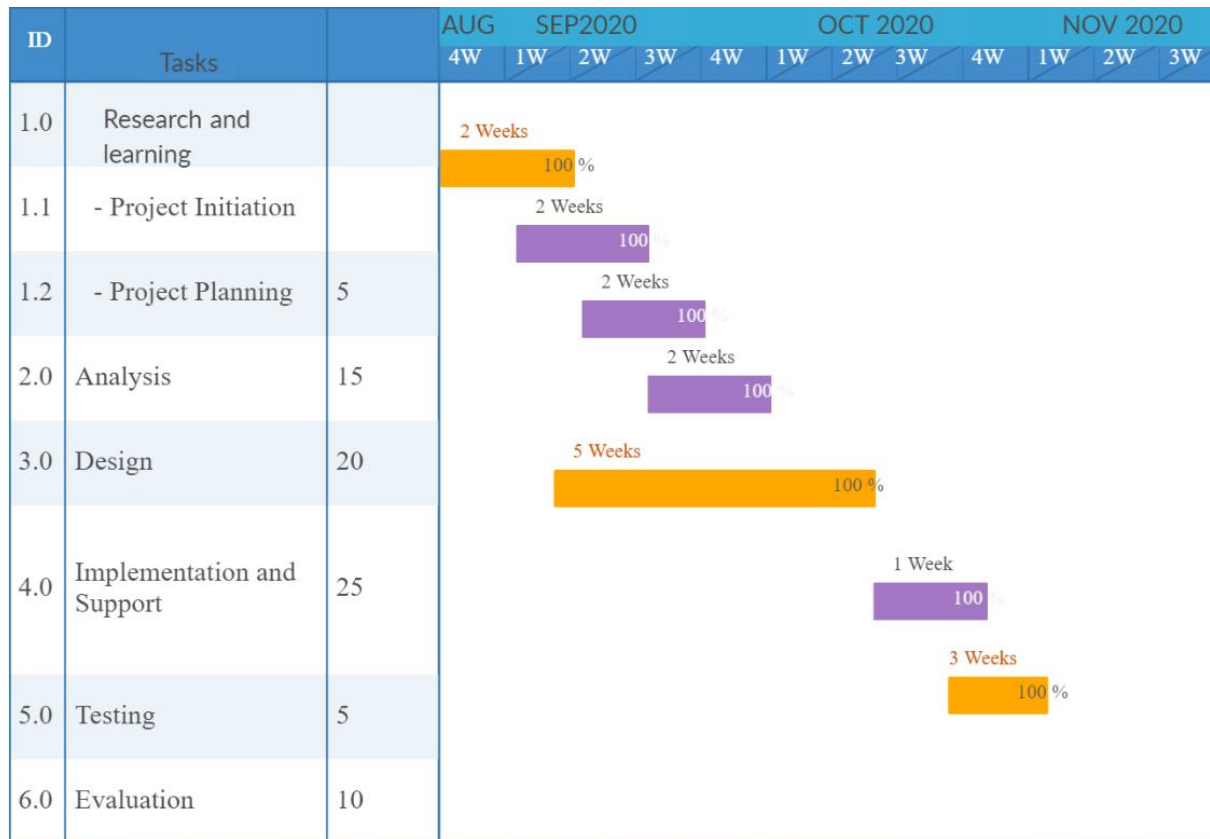 ID Tasks AUG SEP2020 OCT 2020 NOV 2020
4W 1W 2W 3W 4W 1W 2W 3W 4W 1W 2W 3W
1.0 Research and
learning
2 Weeks
100 %
1.1 - Project Initiation
2 Weeks
100 %
1.2 - Project Planning 5
2 Weeks
100 %
2.0 Analysis 15
2 Weeks
100 %
3.0 Design 20
5 Weeks
100 %
4.0 Implementation and
Support 25
1 Week
100 %
5.0 Testing 5
3 Weeks
100 %
6.0 Evaluation 10